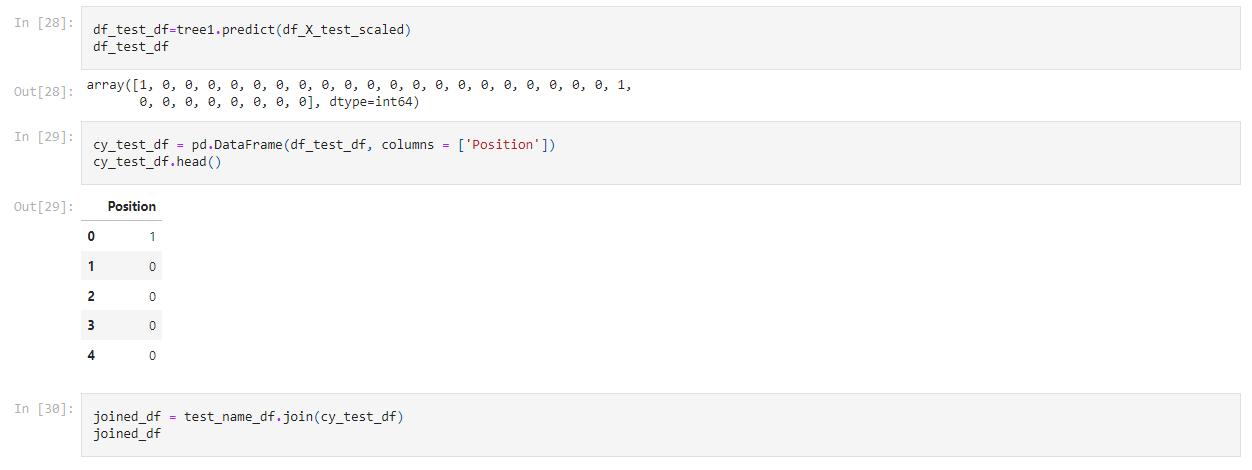 In [28]:
df_test_df=tree1.predict(df_X_test_scaled)
df_test_df
Out[28]:
array([1, 0, 0, 0, 0, 0, 0, 0, 0, 0, 0, 0, 0, 0, 0, 0, 0, 0, 0, 0, 0, 1,
0, 0, 0, 0, 0, 0, 0, 0], dtype=int64)
In [29]:
cy_test_df = pd.DataFrame(df_test_df, columns = ['Position'])
cy_test_df.head()
Out[29]:
Position
0 1
1 0
2 0
3 0
4 0
In [30]:
joined_df = test_name_df.join(cy_test_df)
joined_df